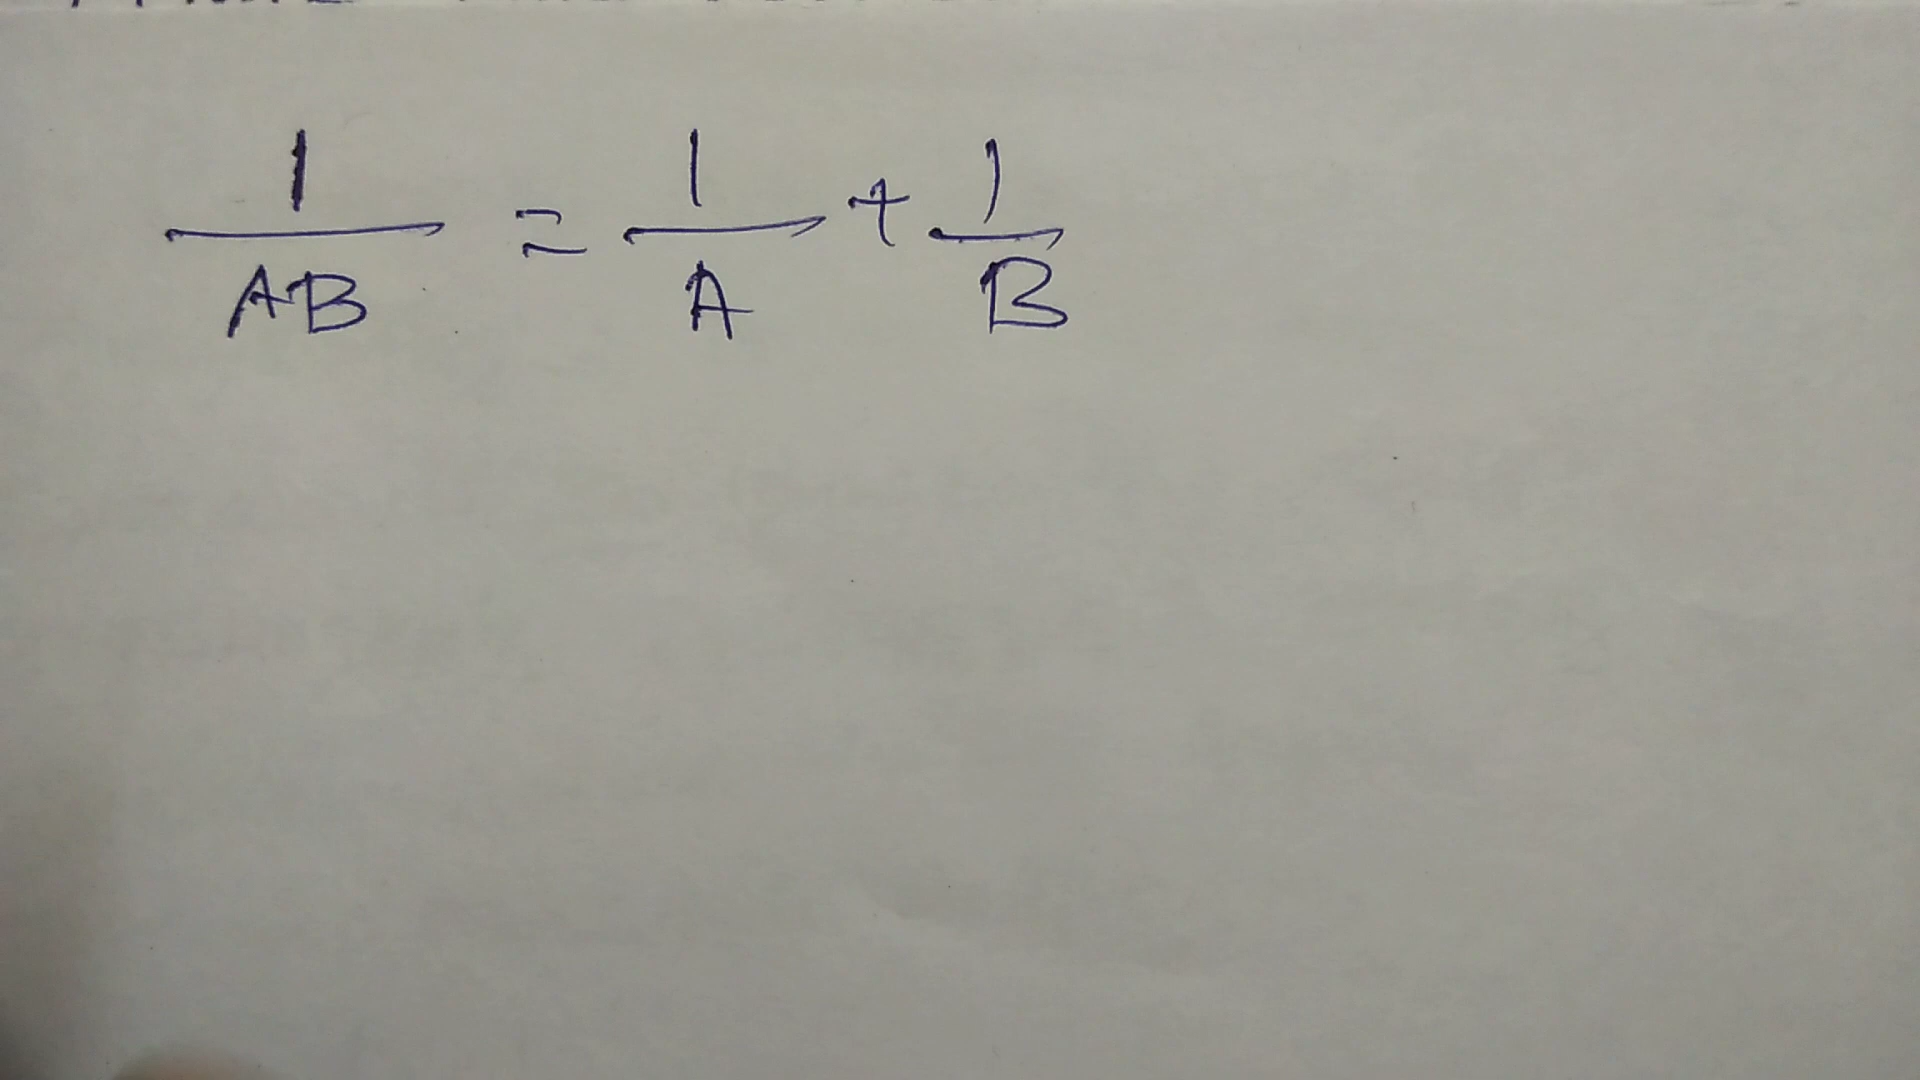 1/AB = 1/A + 1/B